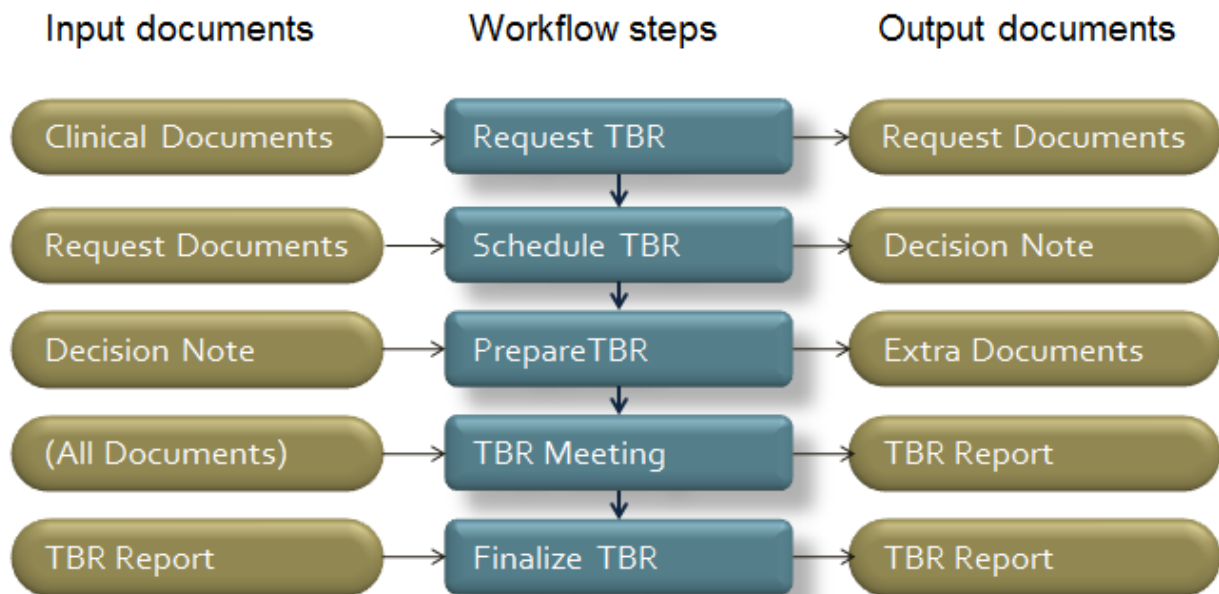 Input documents
Workflow steps
Output documents
Clinical Documents
Request TBR
Request Documents
Request Documents
Schedule TBR
Decision Note
Decision Note
PrepareTBR
Extra Documents
(All Documents)
TBR Meeting
TBR Report
TBR Report
Finalize TBR
TBR Report